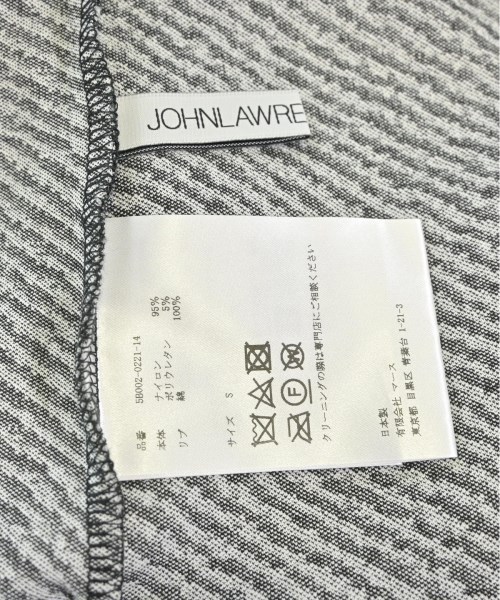 JOHNLAWRE
品番 5B002-0221-14
本体 ナイロン 95%
ポリウレタン 5%
リブ 綿 100%
サイズ S
F W
クリーニングの際は専門店にご相談ください
日本製
有限会社 マース
東京都 目黒区 青葉台 1-21-3